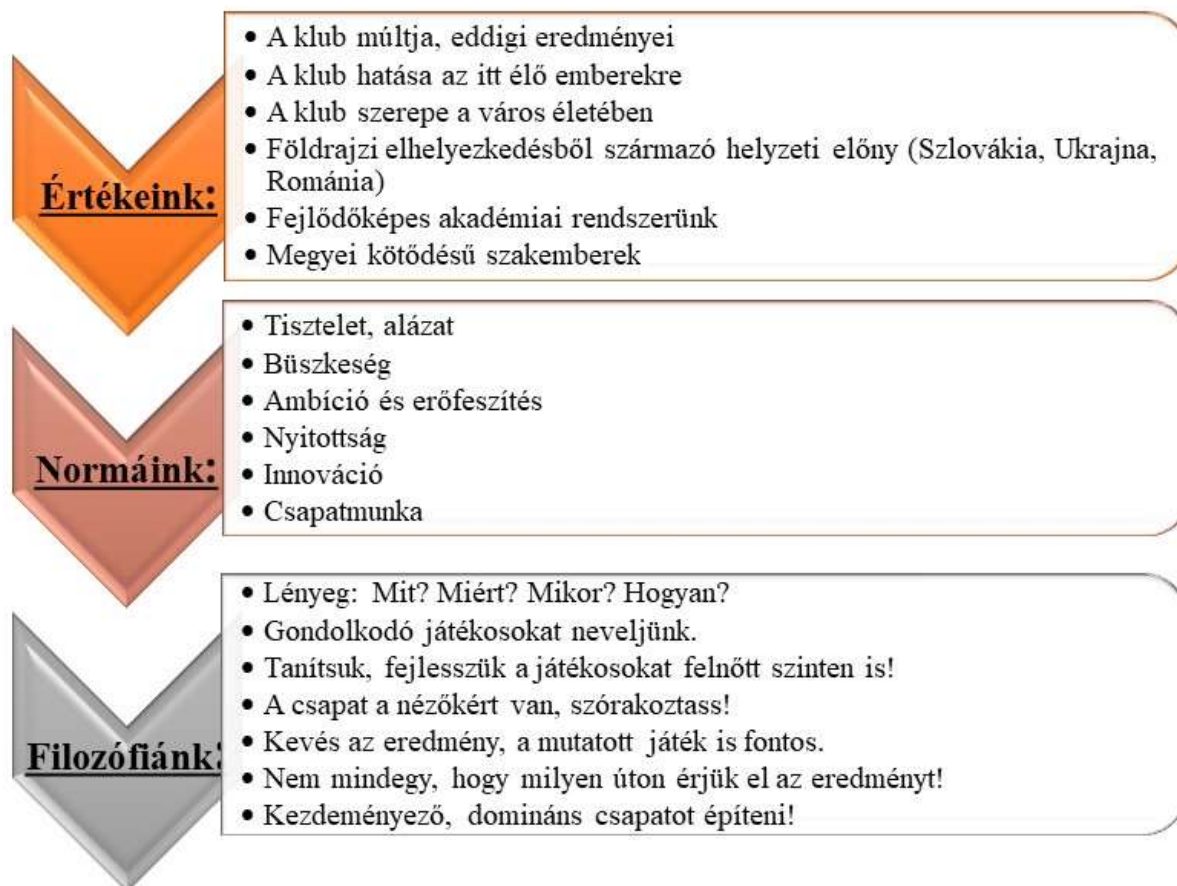 Értékeink:
• A klub múltja, eddigi eredményei
• A klub hatása az itt élő emberekre
• A klub szerepe a város életében
• Földrajzi elhelyezkedésből származó helyzeti előny (Szlovákia, Ukrajna,
Románia)
• Fejlődőképes akadémiai rendszerünk
• Megyei kötődésű szakemberek
Normáink:
• Tisztelet, alázat
• Büszkeség
• Ambíció és erőfeszítés
• Nyitottság
• Innováció
• Csapatmunka
Filozófiánk:
• Lényeg: Mit? Miért? Mikor? Hogyan?
• Gondolkodó játékosokat neveljünk.
• Tanítsuk, fejlesszük a játékosokat felnőtt szinten is!
• A csapat a nézőkért van, szórakoztass!
• Kevés az eredmény, a mutatott játék is fontos.
• Nem mindegy, hogy milyen úton érjük el az eredményt!
• Kezdeményező, domináns csapatot építeni!